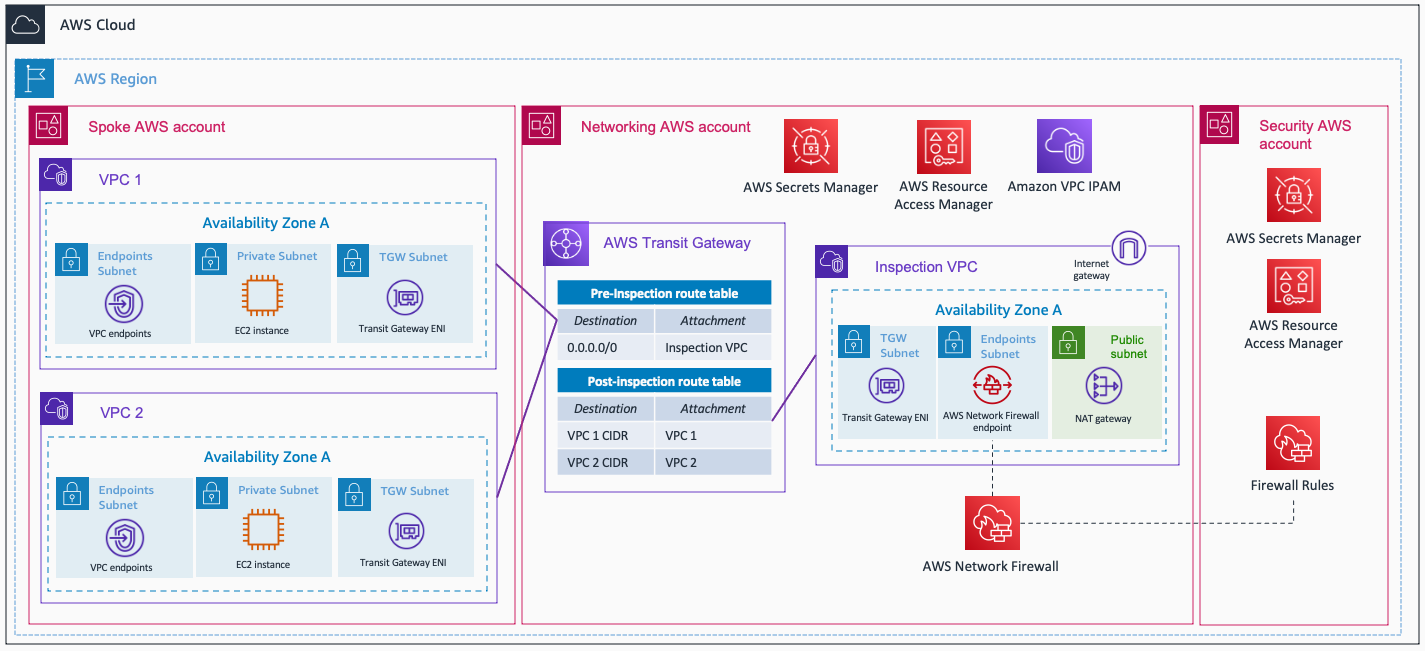 AWS Cloud
AWS Region
Spoke AWS account
VPC 1
Availability Zone A
Endpoints
Subnet
VPC endpoints
Private Subnet
EC2 instance
TGW Subnet
Transit Gateway ENI
VPC 2
Availability Zone A
Endpoints
Subnet
VPC endpoints
Private Subnet
EC2 instance
TGW Subnet
Transit Gateway ENI
Networking AWS account
AWS Secrets Manager
AWS Resource
Access Manager
Amazon VPC IPAM
AWS Transit Gateway
Pre-Inspection route table
Destination Attachment
0.0.0.0/0 Inspection VPC
Post-inspection route table
Destination Attachment
VPC 1 CIDR VPC 1
VPC 2 CIDR VPC 2
Inspection VPC
Internet
gateway
Availability Zone A
TGW
Subnet
Transit Gateway ENI
Endpoints
Subnet
AWS Network Firewall
endpoint
Public
subnet
NAT gateway
AWS Network Firewall
Security AWS
account
AWS Secrets Manager
AWS Resource
Access Manager
Firewall Rules